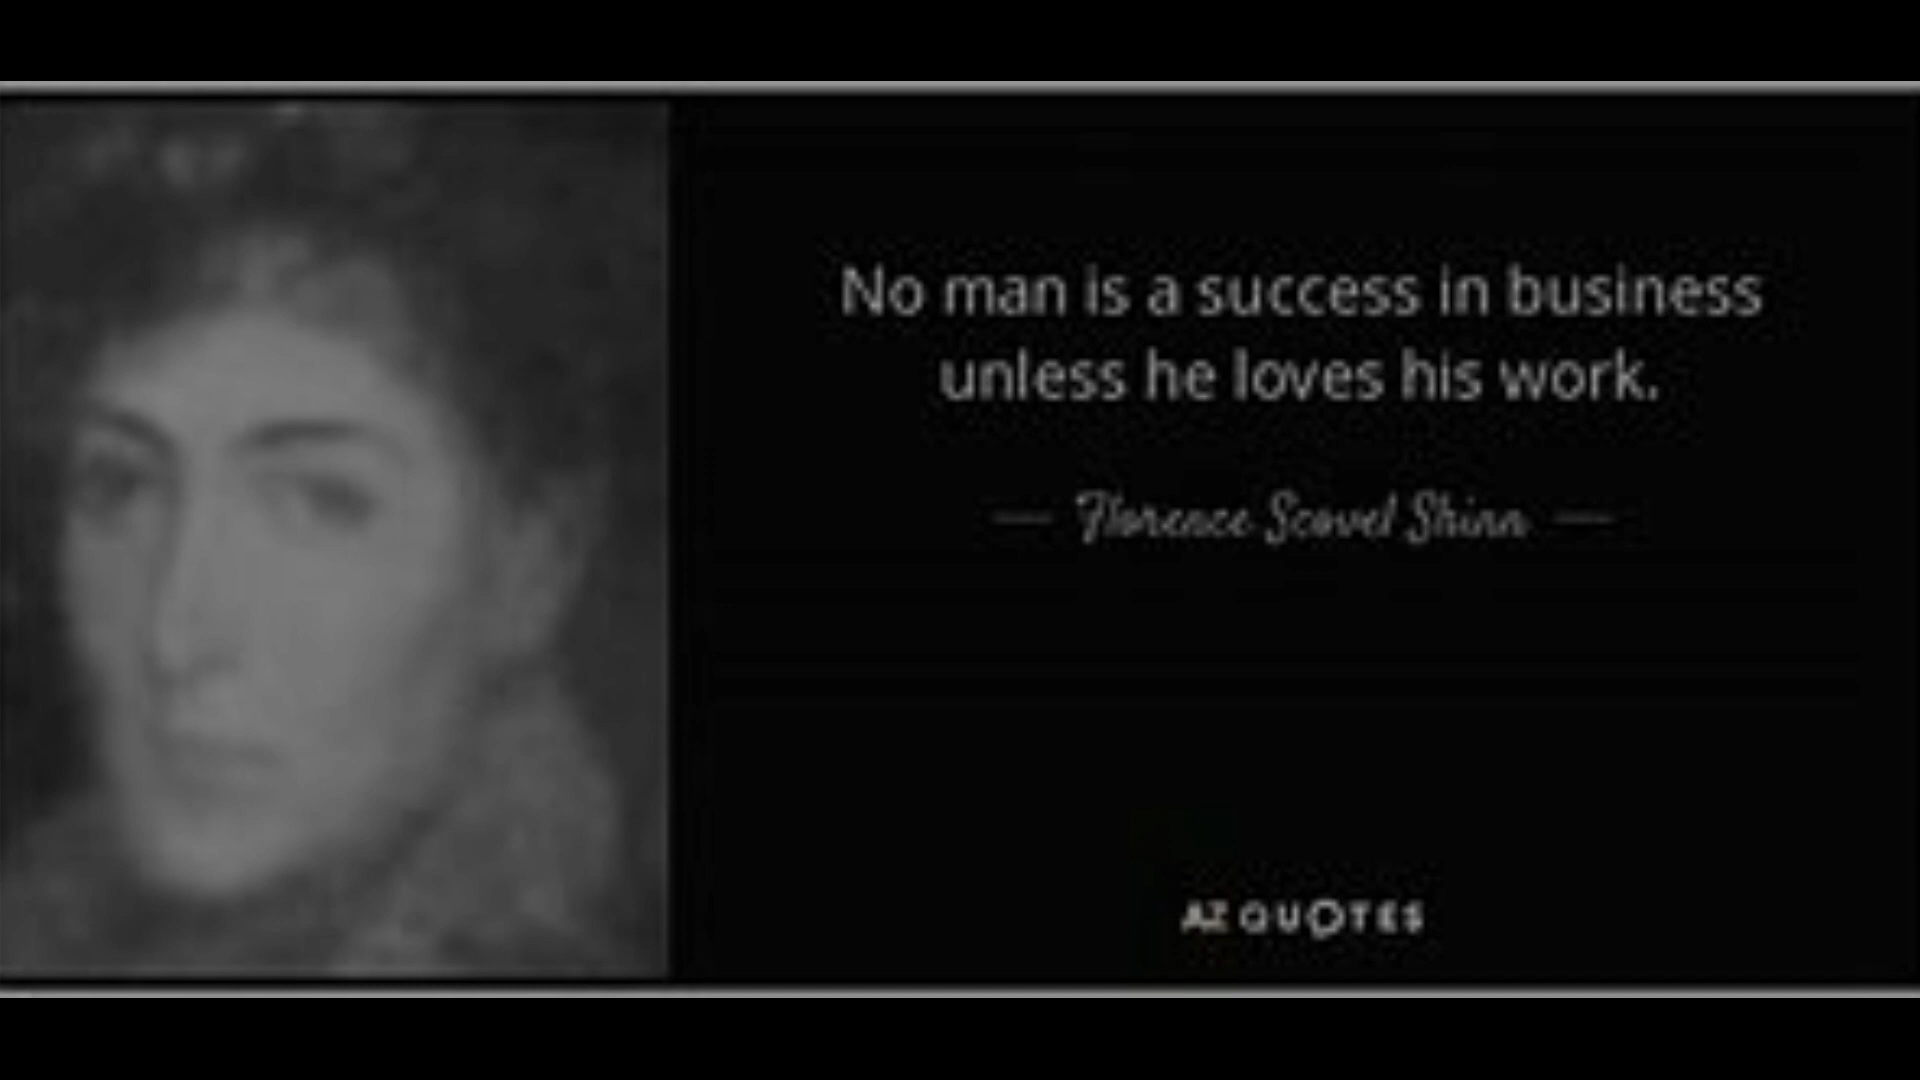 No man is a success in business
unless he loves his work.
— Florence Scovel Shinn —
AZ QUOTES